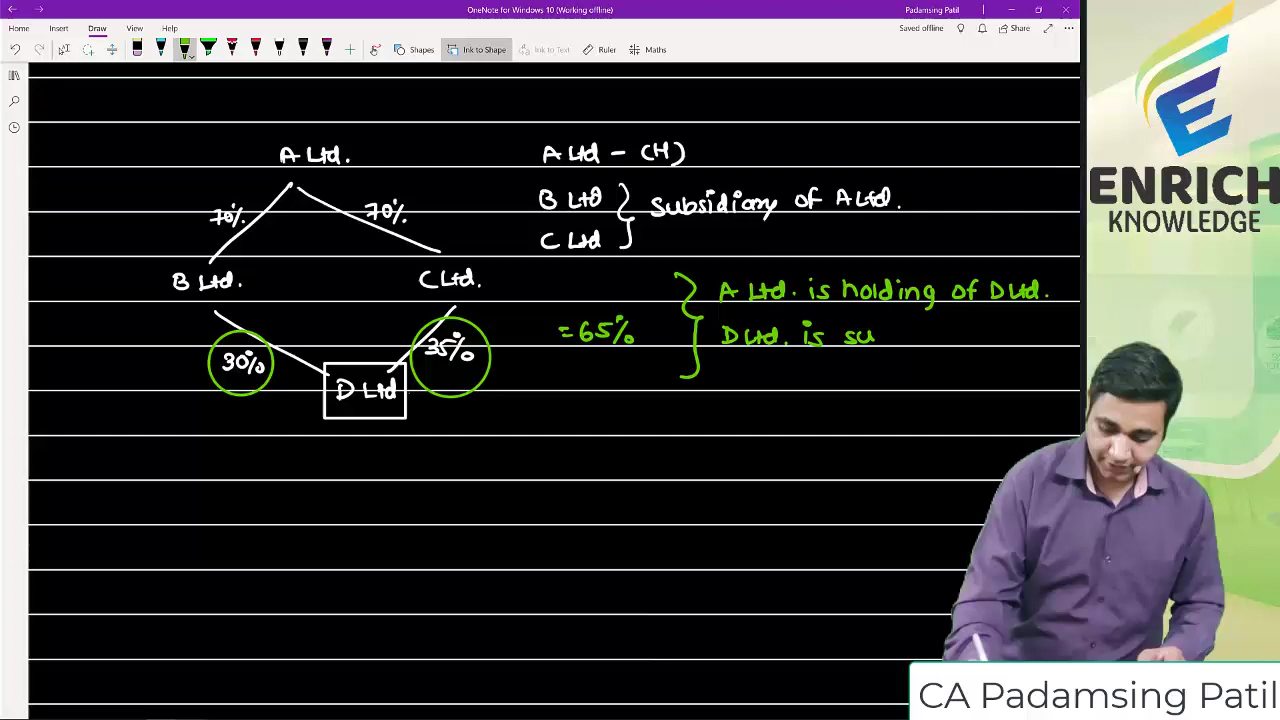 OneNote for Windows 10 (Working offline)
Padamsing Patil
Home Insert Draw View Help
Saved offline Share
Shapes Ink to Shape Ink to Text Ruler Maths
A Ltd.
70% 70%
B Ltd. C Ltd.
30% 35%
D Ltd
A Ltd - (H)
B Ltd
C Ltd
Subsidiary of A Ltd.
= 65%
A Ltd. is holding of D Ltd.
D Ltd. is su
E
ENRICH
KNOWLEDGE
CA Padamsing Patil